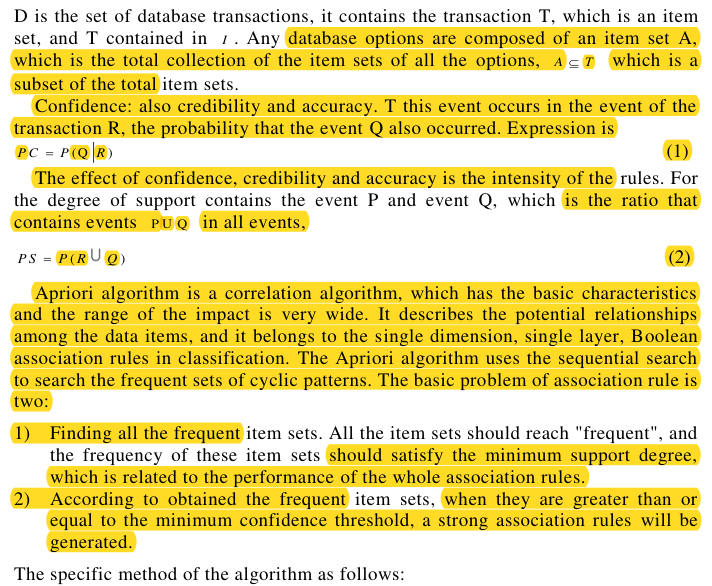 D is the set of database transactions, it contains the transaction T, which is an item
set, and T contained in I . Any database options are composed of an item set A,
which is the total collection of the item sets of all the options, A ⊆ T which is a
subset of the total item sets.
Confidence: also credibility and accuracy. T this event occurs in the event of the
transaction R, the probability that the event Q also occurred. Expression is
PC = P(Q|R) (1)
The effect of confidence, credibility and accuracy is the intensity of the rules. For
the degree of support contains the event P and event Q, which is the ratio that
contains events P∪Q in all events,
PS = P(R ∪ Q) (2)
Apriori algorithm is a correlation algorithm, which has the basic characteristics
and the range of the impact is very wide. It describes the potential relationships
among the data items, and it belongs to the single dimension, single layer, Boolean
association rules in classification. The Apriori algorithm uses the sequential search
to search the frequent sets of cyclic patterns. The basic problem of association rule is
two:
1) Finding all the frequent item sets. All the item sets should reach "frequent", and
the frequency of these item sets should satisfy the minimum support degree,
which is related to the performance of the whole association rules.
2) According to obtained the frequent item sets, when they are greater than or
equal to the minimum confidence threshold, a strong association rules will be
generated.
The specific method of the algorithm as follows: